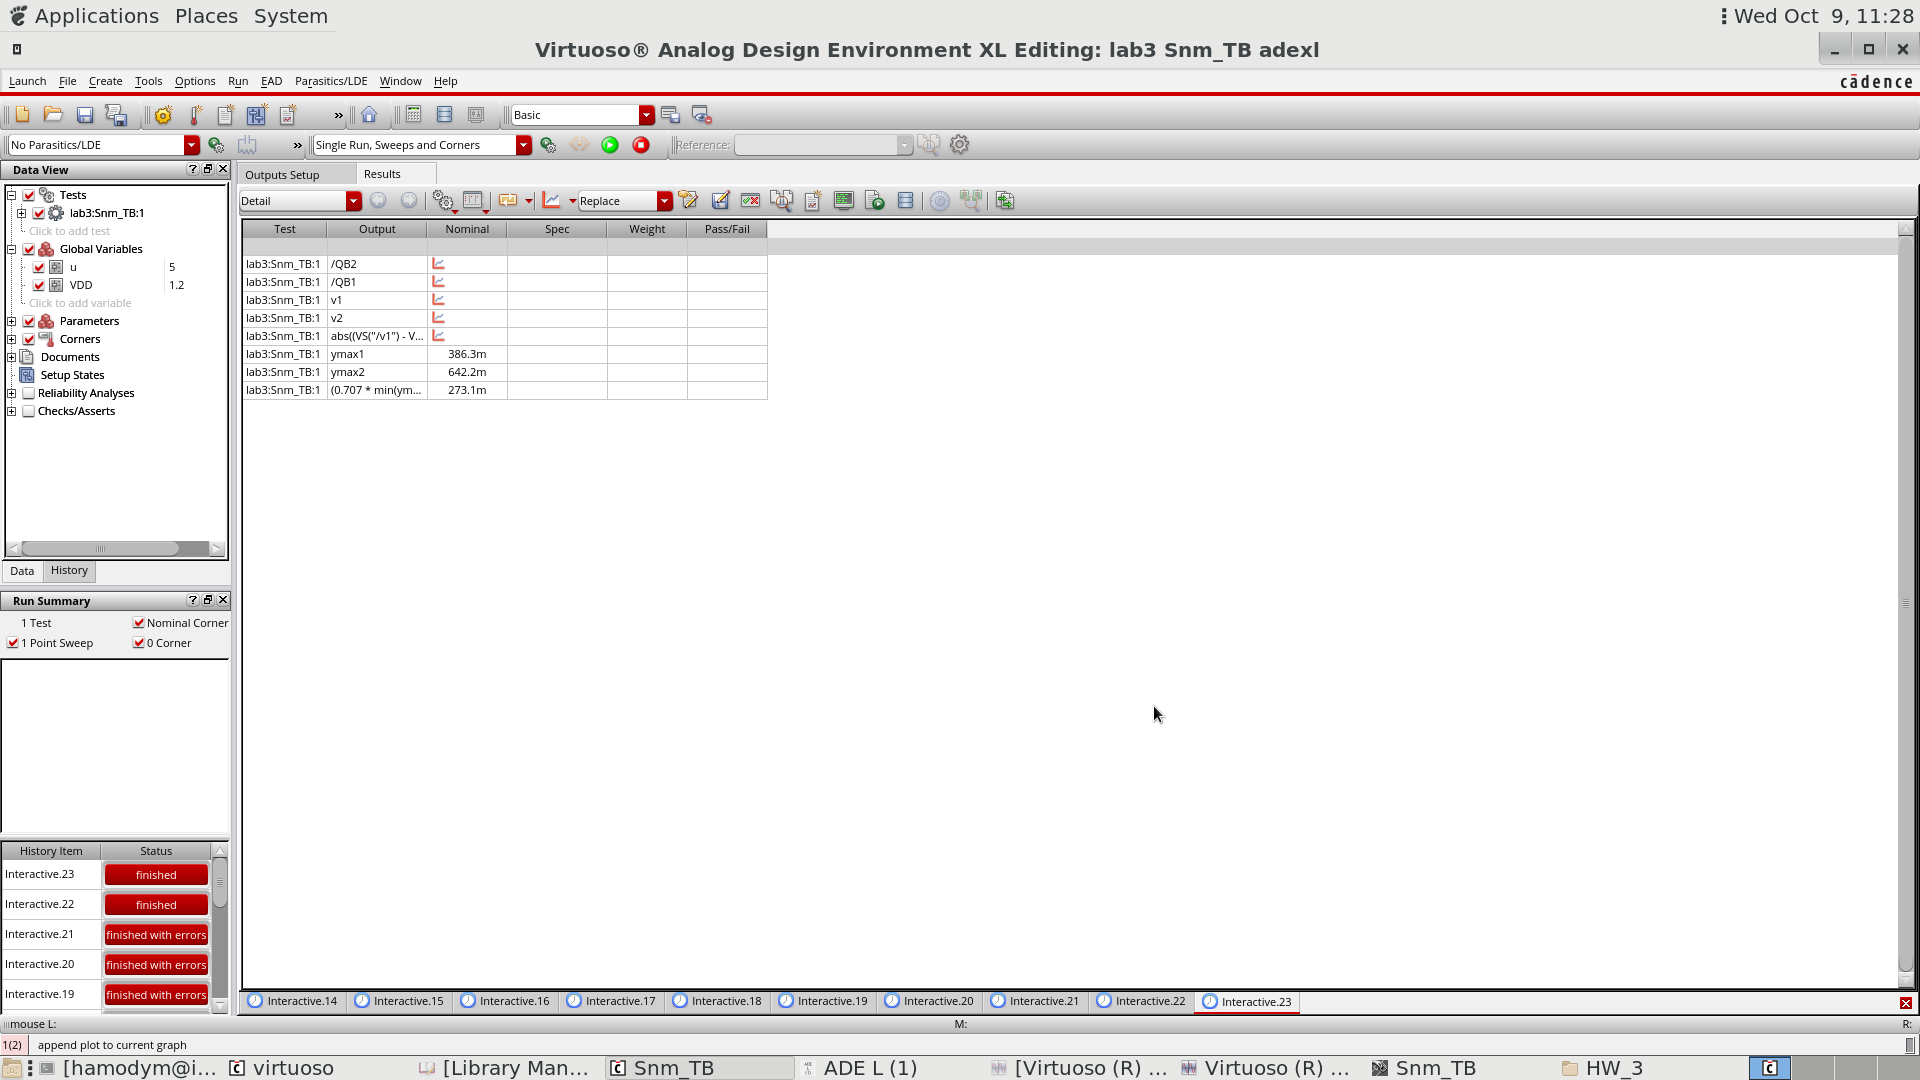 Applications Places System
Wed Oct 9, 11:28
Virtuoso® Analog Design Environment XL Editing: lab3 Snm_TB adexl
Launch File Create Tools Options Run EAD Parasitics/LDE Window Help
cādence
» Basic
No Parasitics/LDE » Single Run, Sweeps and Corners Reference:
Data View
Tests
lab3:Snm_TB:1
Click to add test
Global Variables
u 5
VDD 1.2
Click to add variable
Parameters
Corners
Documents
Setup States
Reliability Analyses
Checks/Asserts
Data History
Run Summary
1 Test Nominal Corner
1 Point Sweep 0 Corner
History Item Status
Interactive.23 finished
Interactive.22 finished
Interactive.21 finished with errors
Interactive.20 finished with errors
Interactive.19 finished with errors
Outputs Setup Results
Detail Replace
Test Output Nominal Spec Weight Pass/Fail
lab3:Snm_TB:1 /QB2
lab3:Snm_TB:1 /QB1
lab3:Snm_TB:1 v1
lab3:Snm_TB:1 v2
lab3:Snm_TB:1 abs((VS("/v1") - V...
lab3:Snm_TB:1 ymax1 386.3m
lab3:Snm_TB:1 ymax2 642.2m
lab3:Snm_TB:1 (0.707 * min(ym... 273.1m
Interactive.14 Interactive.15 Interactive.16 Interactive.17 Interactive.18 Interactive.19 Interactive.20 Interactive.21 Interactive.22 Interactive.23
mouse L: M: R:
1(2) append plot to current graph
[hamodym@i... virtuoso [Library Man... Snm_TB ADE L (1) [Virtuoso (R) ... Virtuoso (R) ... Snm_TB HW_3